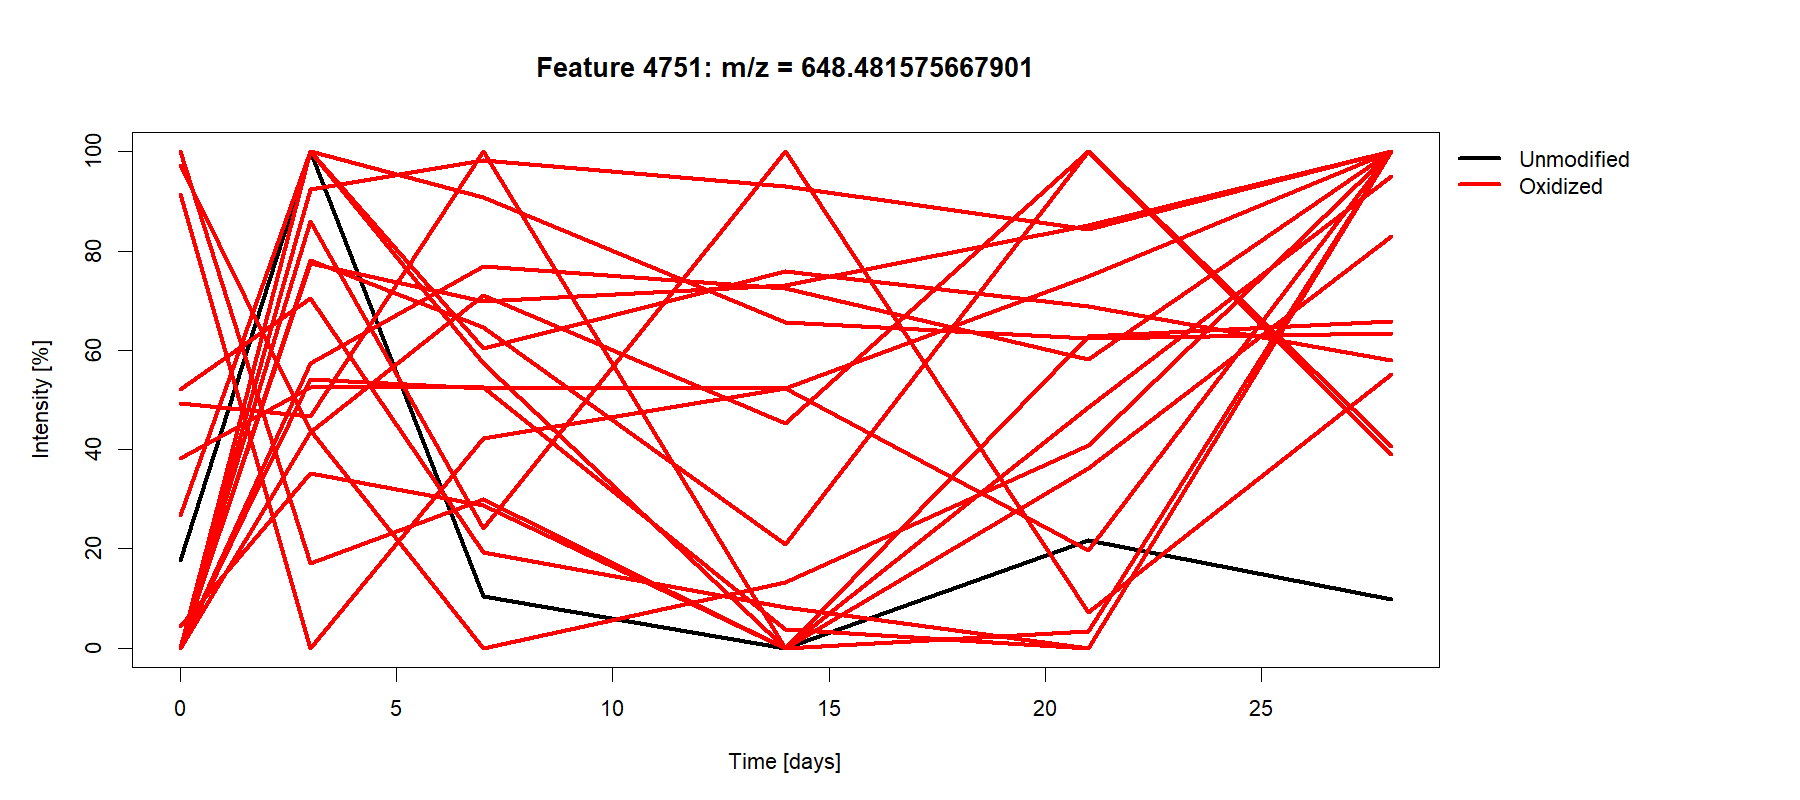 Feature 4751: m/z = 648.481575667901
Unmodified
Oxidized
Intensity [%]
100
80
60
40
20
0
0 5 10 15 20 25
Time [days]